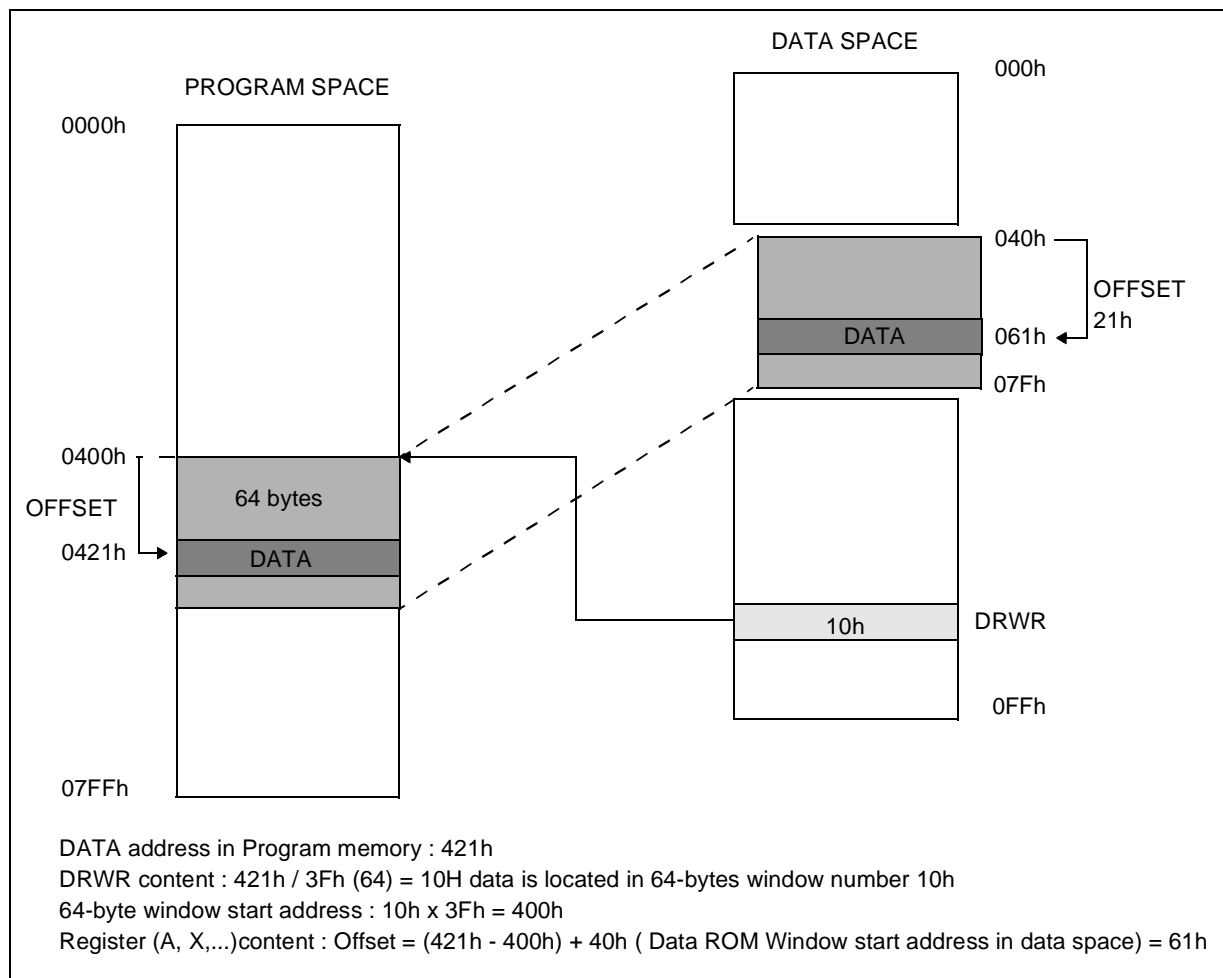 DATA SPACE
000h
PROGRAM SPACE
0000h
040h
OFFSET
21h
DATA
061h
07Fh
0400h
64 bytes
OFFSET
0421h
DATA
10h
DRWR
0FFh
07FFh
DATA address in Program memory : 421h
DRWR content : 421h / 3Fh (64) = 10H data is located in 64-bytes window number 10h
64-byte window start address : 10h x 3Fh = 400h
Register (A, X,...)content : Offset = (421h - 400h) + 40h ( Data ROM Window start address in data space) = 61h